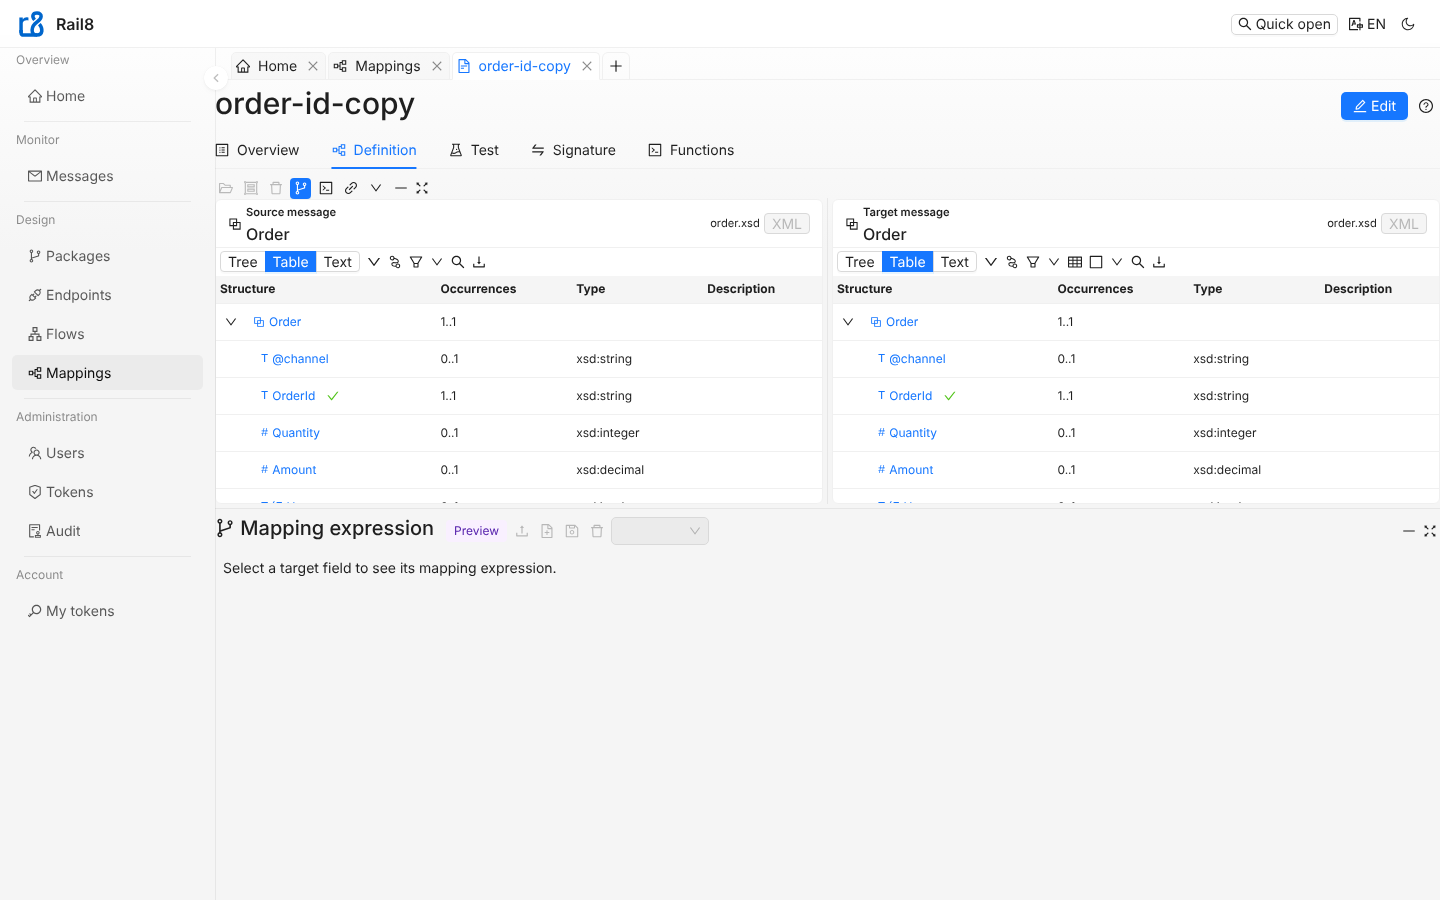 Rail8
Quick open
EN
Overview
Home
Monitor
Messages
Design
Packages
Endpoints
Flows
Mappings
Administration
Users
Tokens
Audit
Account
My tokens
Home
Mappings
order-id-copy
order-id-copy
Edit
Overview
Definition
Test
Signature
Functions
Source message
Order
order.xsd
XML
Tree
Table
Text
Structure Occurrences Type Description
Order 1..1
T @channel 0..1 xsd:string
T OrderId 1..1 xsd:string
# Quantity 0..1 xsd:integer
# Amount 0..1 xsd:decimal
Target message
Order
order.xsd
XML
Tree
Table
Text
Structure Occurrences Type Description
Order 1..1
T @channel 0..1 xsd:string
T OrderId 1..1 xsd:string
# Quantity 0..1 xsd:integer
# Amount 0..1 xsd:decimal
Mapping expression
Preview
Select a target field to see its mapping expression.